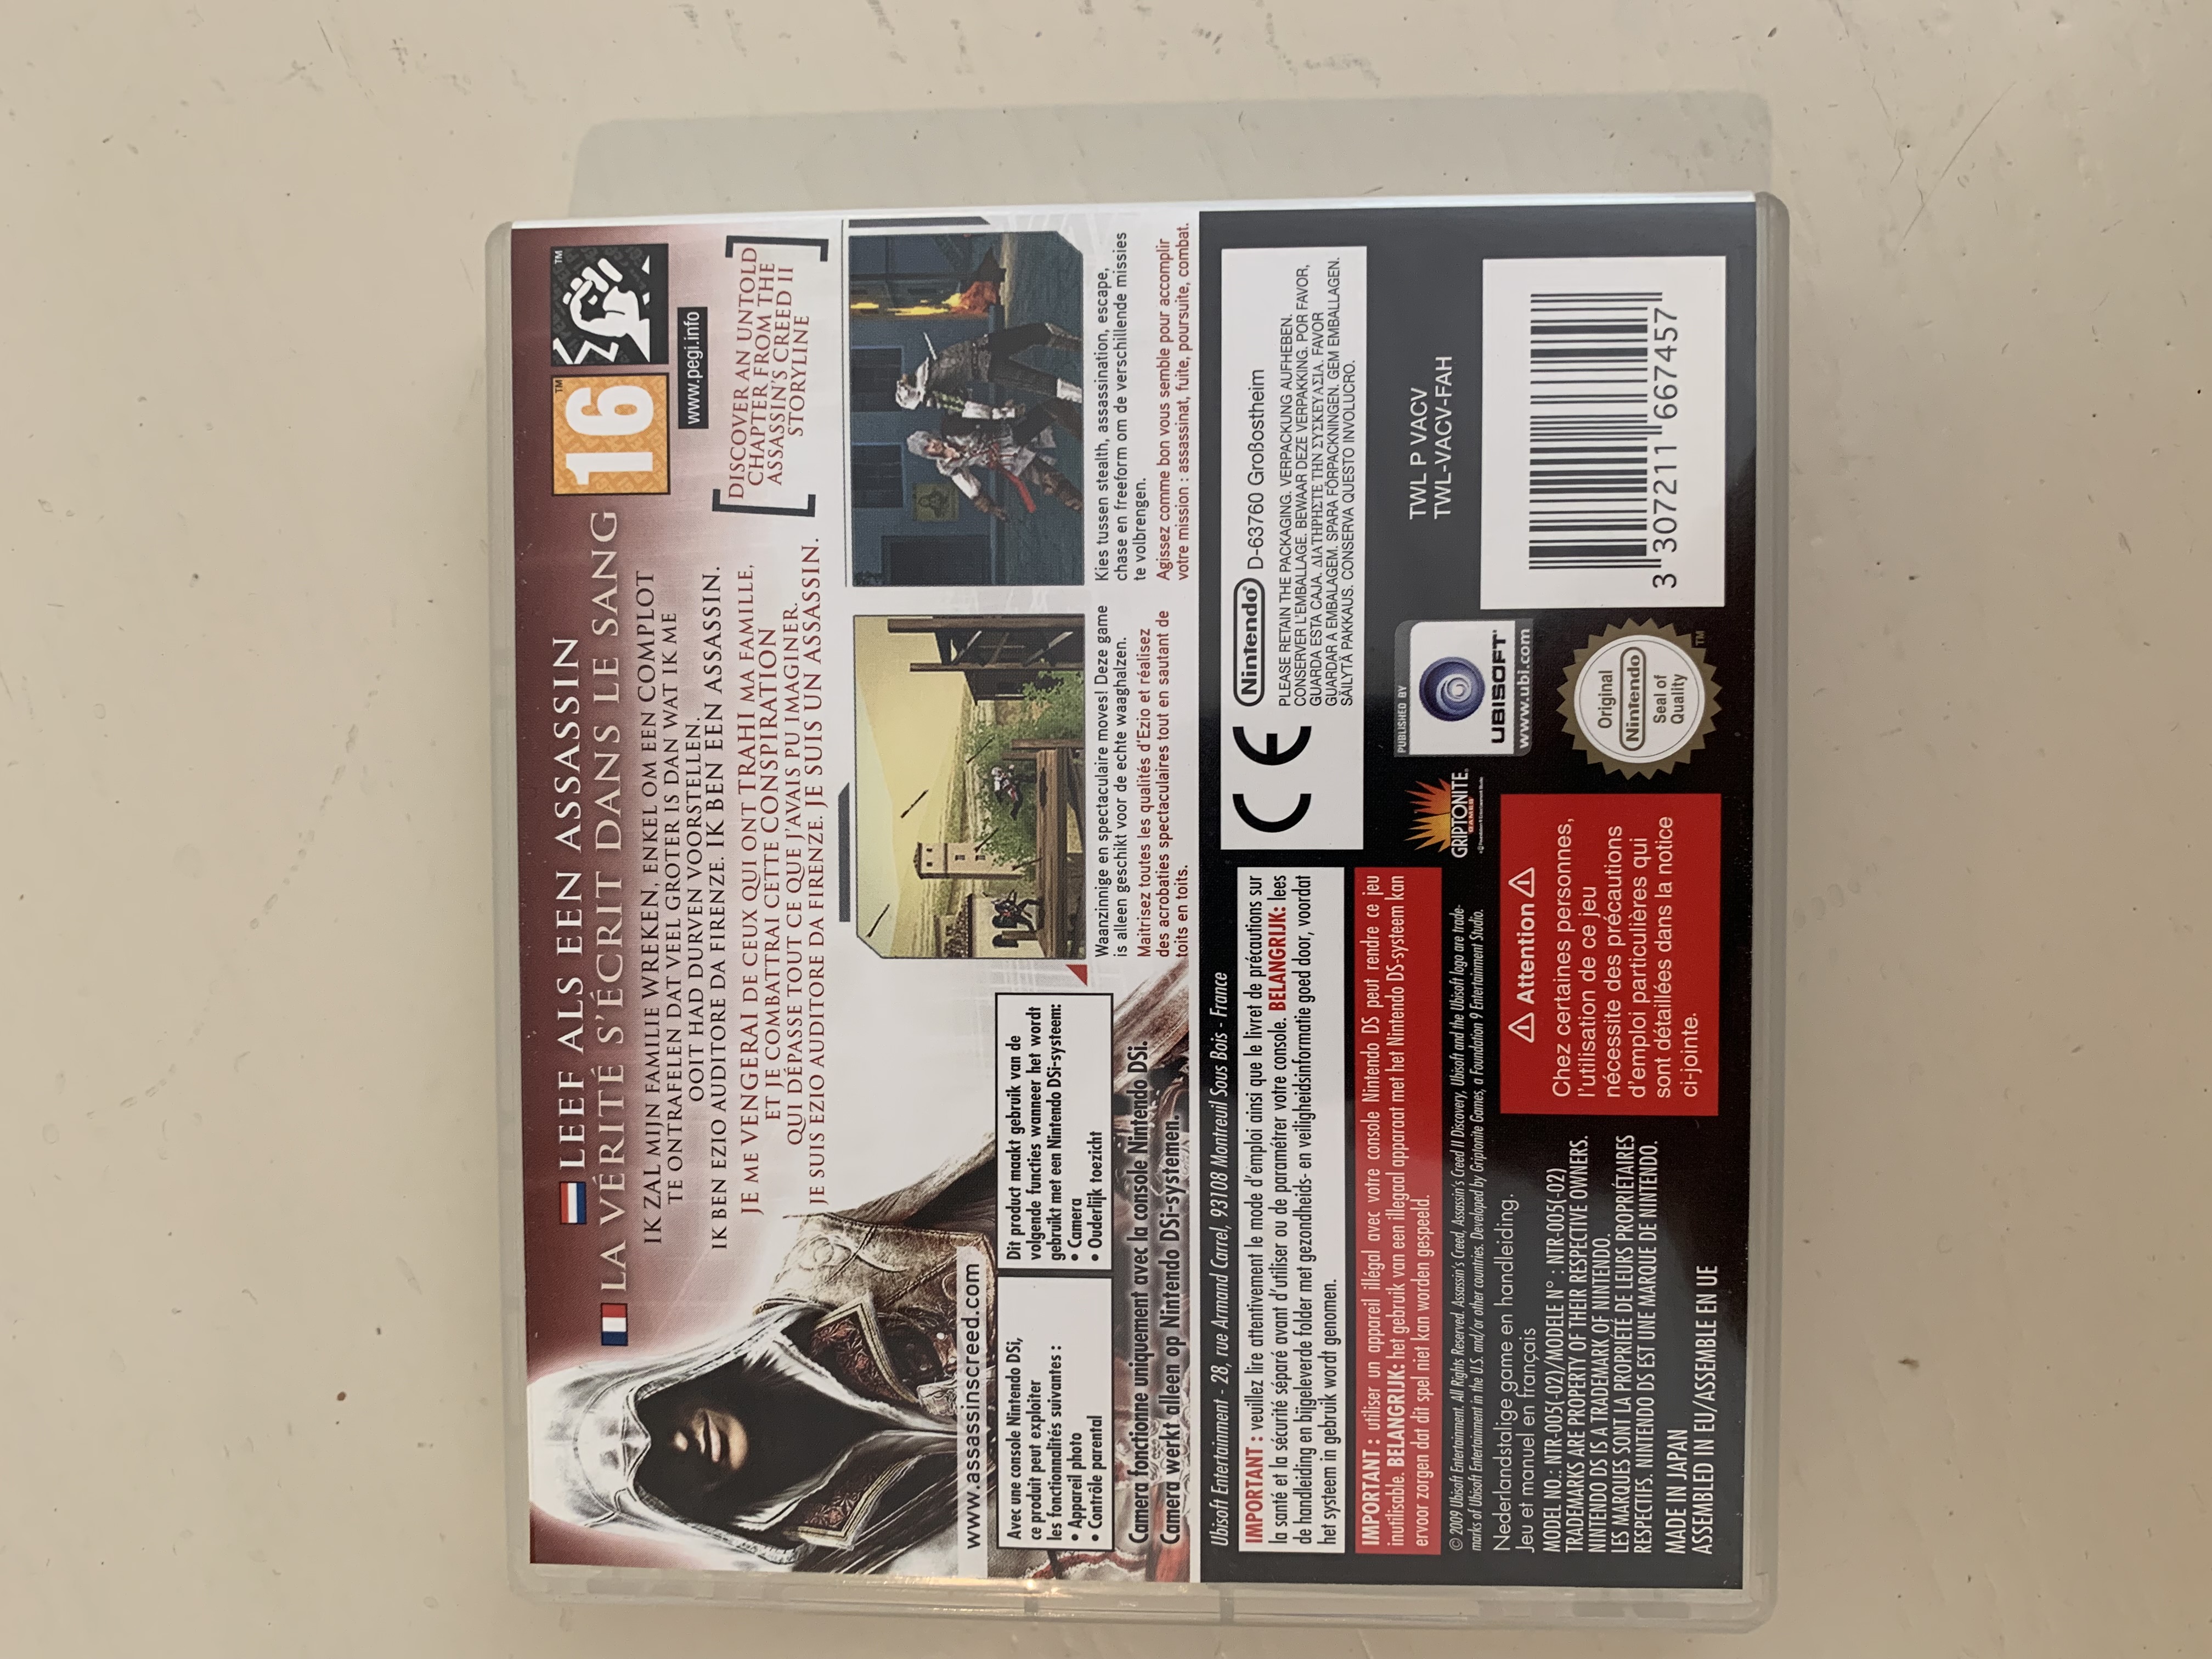 LEEF ALS EEN ASSASSIN
LA VÉRITÉ S'ÉCRIT DANS LE SANG
IK ZAL MIJN FAMILIE WREKEN, ENKEL OM EEN COMPLOT
TE ONTRAFELEN DAT VEEL GROTER IS DAN WAT IK ME
OOIT HAD DURVEN VOORSTELLEN.
IK BEN EZIO AUDITORE DA FIRENZE. IK BEN EEN ASSASSIN.
JE ME VENGERAI DE CEUX QUI ONT TRAHI MA FAMILLE,
ET JE COMBATTRAI CETTE CONSPIRATION
QUI DÉPASSE TOUT CE QUE J'AVAIS PU IMAGINER.
JE SUIS EZIO AUDITORE DA FIRENZE. JE SUIS UN ASSASSIN.
16 TM
TM
www.pegi.info
DISCOVER AN UNTOLD
CHAPTER FROM THE
ASSASSIN'S CREED II
STORYLINE
www.assassinscreed.com
Avec une console Nintendo DSi,
ce produit peut exploiter
les fonctionnalités suivantes :
• Appareil photo
• Contrôle parental
Dit product maakt gebruik van de
volgende functies wanneer het wordt
gebruikt met een Nintendo DSi-systeem:
• Camera
• Ouderlijk toezicht
Camera fonctionne uniquement avec la console Nintendo DSi.
Camera werkt alleen op Nintendo DSi-systemen.
Waanzinnige en spectaculaire moves! Deze game
is alleen geschikt voor de echte waaghalzen.
Maitrisez toutes les qualités d'Ezio et réalisez
des acrobaties spectaculaires tout en sautant de
toits en toits.
Kies tussen stealth, assassination, escape,
chase en freeform om de verschillende missies
te volbrengen.
Agissez comme bon vous semble pour accomplir
votre mission : assassinat, fuite, poursuite, combat.
Ubisoft Entertainment - 28, rue Armand Carrel, 93108 Montreuil Sous Bois - France
IMPORTANT : veuillez lire attentivement le mode d'emploi ainsi que le livret de précautions sur
la santé et la sécurité séparé avant d'utiliser ou de paramétrer votre console. BELANGRIJK: lees
de handleiding en bijgeleverde folder met gezondheids- en veiligheidsinformatie goed door, voordat
het systeem in gebruik wordt genomen.
IMPORTANT : utiliser un appareil illégal avec votre console Nintendo DS peut rendre ce jeu
inutilisable. BELANGRIJK: het gebruik van een illegaal apparaat met het Nintendo DS-systeem kan
ervoor zorgen dat dit spel niet kan worden gespeeld.
© 2009 Ubisoft Entertainment. All Rights Reserved. Assassin's Creed, Assassin's Creed II Discovery, Ubisoft and the Ubisoft logo are trade-
marks of Ubisoft Entertainment in the U.S. and/or other countries. Developed by Griptonite Games, a Foundation 9 Entertainment Studio.
Nederlandstalige game en handleiding.
Jeu et manuel en français
MODEL NO.: NTR-005(-02)/MODELE N° : NTR-005(-02)
TRADEMARKS ARE PROPERTY OF THEIR RESPECTIVE OWNERS.
NINTENDO DS IS A TRADEMARK OF NINTENDO.
LES MARQUES SONT LA PROPRIÉTÉ DE LEURS PROPRIÉTAIRES
RESPECTIFS. NINTENDO DS EST UNE MARQUE DE NINTENDO.
MADE IN JAPAN
ASSEMBLED IN EU/ASSEMBLE EN UE
⚠ Attention ⚠
Chez certaines personnes,
l'utilisation de ce jeu
nécessite des précautions
d'emploi particulières qui
sont détaillées dans la notice
ci-jointe.
CE
Nintendo® D-63760 Großostheim
PLEASE RETAIN THE PACKAGING. VERPACKUNG AUFHEBEN.
CONSERVER L'EMBALLAGE. BEWAAR DEZE VERPAKKING. POR FAVOR,
GUARDA ESTA CAJA. ΔΙΑΤΗΡΗΣΤΕ ΤΗΝ ΣΥΣΚΕΥΑΣΙΑ. FAVOR
GUARDAR A EMBALAGEM. SPARA FÖRPACKNINGEN. GEM EMBALLAGEN.
SÄILYTÄ PAKKAUS. CONSERVA QUESTO INVOLUCRO.
GRIPTONITE
GAMES
PUBLISHED BY
UBISOFT
www.ubi.com
TWL P VACV
TWL-VACV-FAH
Original
Nintendo
Seal of
Quality
TM
3 307211 667457